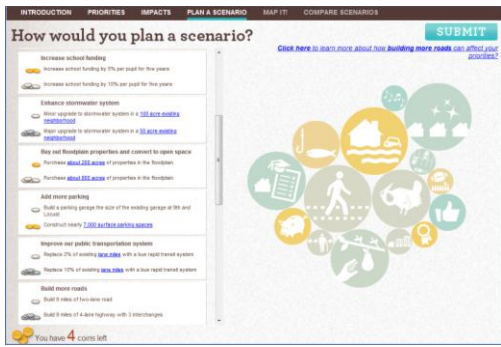 INTRODUCTION PRIORITIES IMPACTS PLAN A SCENARIO MAP IT! COMPARE SCENARIOS
How would you plan a scenario?
SUBMIT
Click here to learn more about how building more roads can affect your
priorities?
Increase school funding
Increase school funding by 5% per pupil for five years
Increase school funding by 10% per pupil for five years
Enhance stormwater system
Minor upgrade to stormwater system in a 100 acre existing
neighborhood
Major upgrade to stormwater system in a 50 acre existing
neighborhood
Buy out floodplain properties and convert to open space
Purchase about 200 acres of properties in the floodplain
Purchase about 800 acres of properties in the floodplain
Add more parking
Build a parking garage the size of the existing garage at 9th and
Locust
Construct nearly 7,000 surface parking spaces
Improve our public transportation system
Replace 2% of existing lane miles with a bus rapid transit system
Replace 10% of existing lane miles with a bus rapid transit system
Build more roads
Build 9 miles of two-lane road
Build 9 miles of 4-lane highway with 3 interchanges
You have 4 coins left